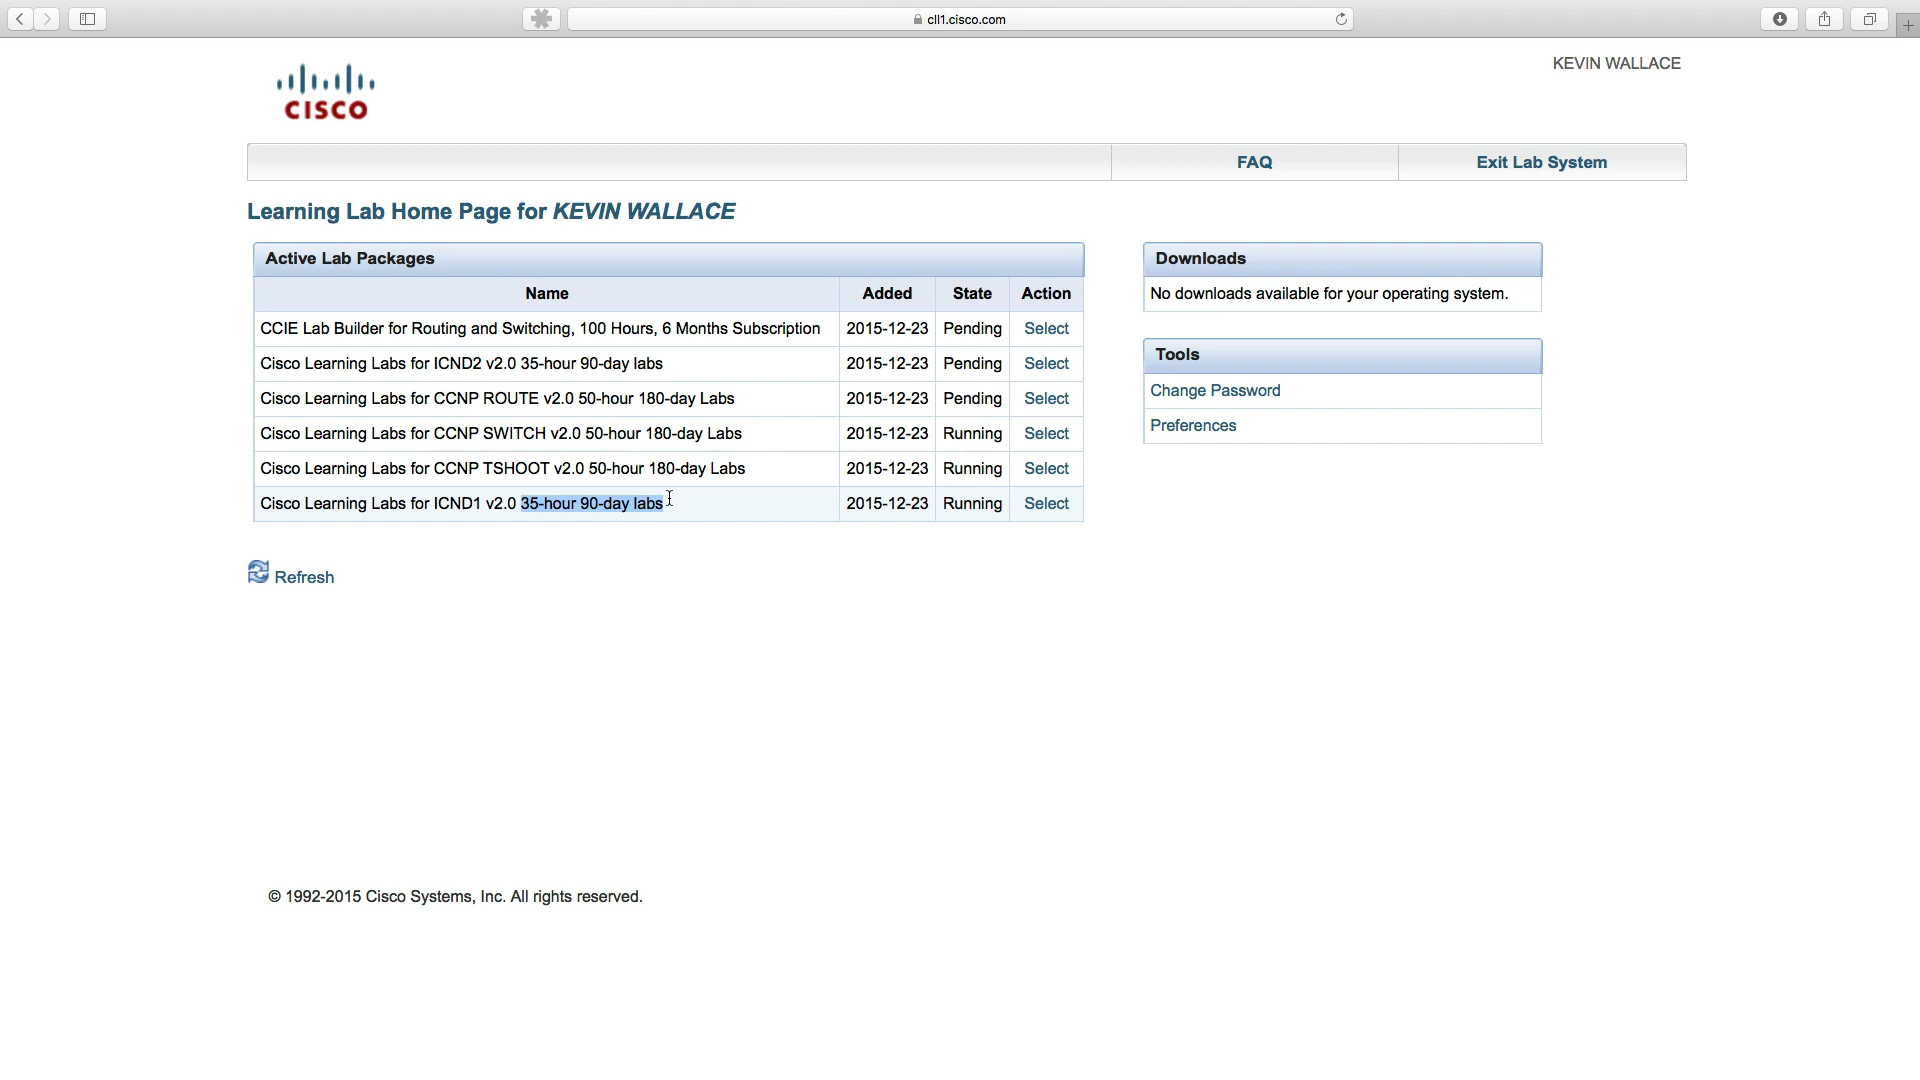 cll1.cisco.com
KEVIN WALLACE
CISCO
FAQ Exit Lab System
Learning Lab Home Page for KEVIN WALLACE
Active Lab Packages
Name Added State Action
CCIE Lab Builder for Routing and Switching, 100 Hours, 6 Months Subscription 2015-12-23 Pending Select
Cisco Learning Labs for ICND2 v2.0 35-hour 90-day labs 2015-12-23 Pending Select
Cisco Learning Labs for CCNP ROUTE v2.0 50-hour 180-day Labs 2015-12-23 Pending Select
Cisco Learning Labs for CCNP SWITCH v2.0 50-hour 180-day Labs 2015-12-23 Running Select
Cisco Learning Labs for CCNP TSHOOT v2.0 50-hour 180-day Labs 2015-12-23 Running Select
Cisco Learning Labs for ICND1 v2.0 35-hour 90-day labs 2015-12-23 Running Select
Downloads
No downloads available for your operating system.
Tools
Change Password
Preferences
Refresh
© 1992-2015 Cisco Systems, Inc. All rights reserved.